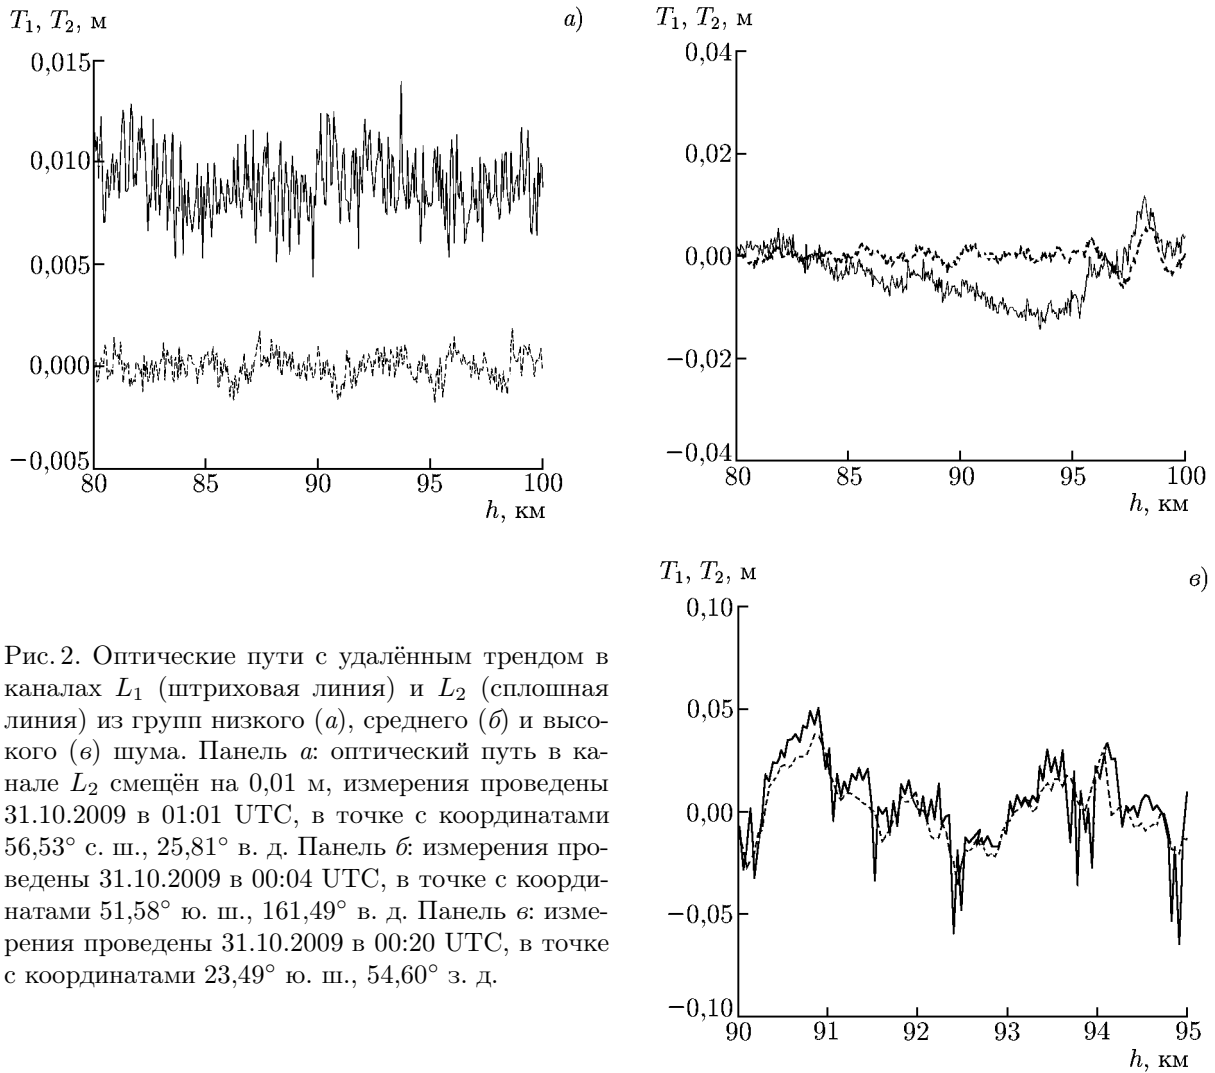 T₁, T₂, м
а)
0,015
0,010
0,005
0,000
−0,005
80 85 90 95 100
h, км
T₁, T₂, м
0,04
0,02
0,00
−0,02
−0,04
80 85 90 95 100
h, км
T₁, T₂, м
в)
0,10
0,05
0,00
−0,05
−0,10
90 91 92 93 94 95
h, км
Рис. 2. Оптические пути с удалённым трендом в
каналах L₁ (штриховая линия) и L₂ (сплошная
линия) из групп низкого (а), среднего (б) и высо-
кого (в) шума. Панель а: оптический путь в ка-
нале L₂ смещён на 0,01 м, измерения проведены
31.10.2009 в 01:01 UTC, в точке с координатами
56,53° с. ш., 25,81° в. д. Панель б: измерения про-
ведены 31.10.2009 в 00:04 UTC, в точке с коорди-
натами 51,58° ю. ш., 161,49° в. д. Панель в: изме-
рения проведены 31.10.2009 в 00:20 UTC, в точке
с координатами 23,49° ю. ш., 54,60° з. д.